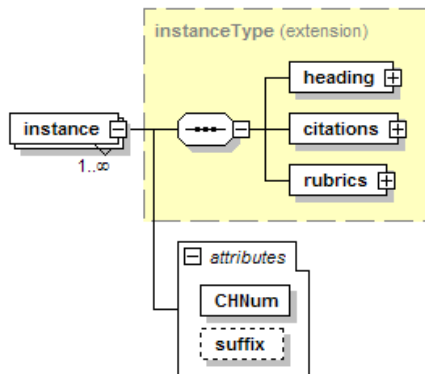 instanceType (extension)
heading
instance
citations
1..∞
rubrics
attributes
CHNum
suffix